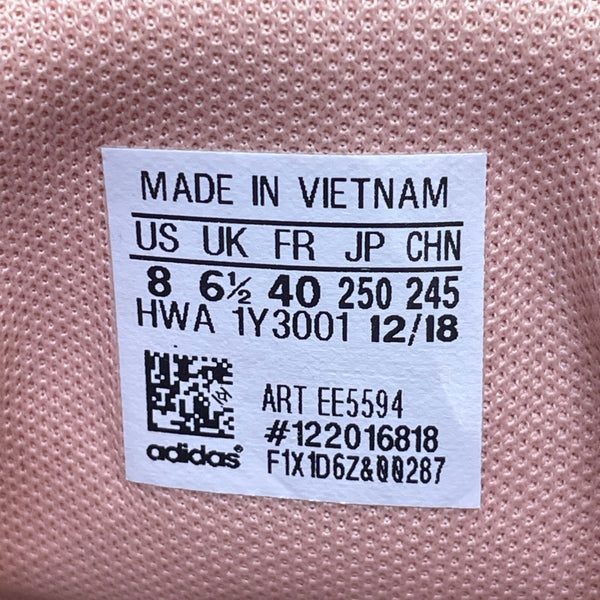 MADE IN VIETNAM
US UK FR JP CHN
8 6½ 40 250 245
HWA 1Y3001 12/18
ART EE5594
#122016818
adidas®
F1X1D6Z&00287